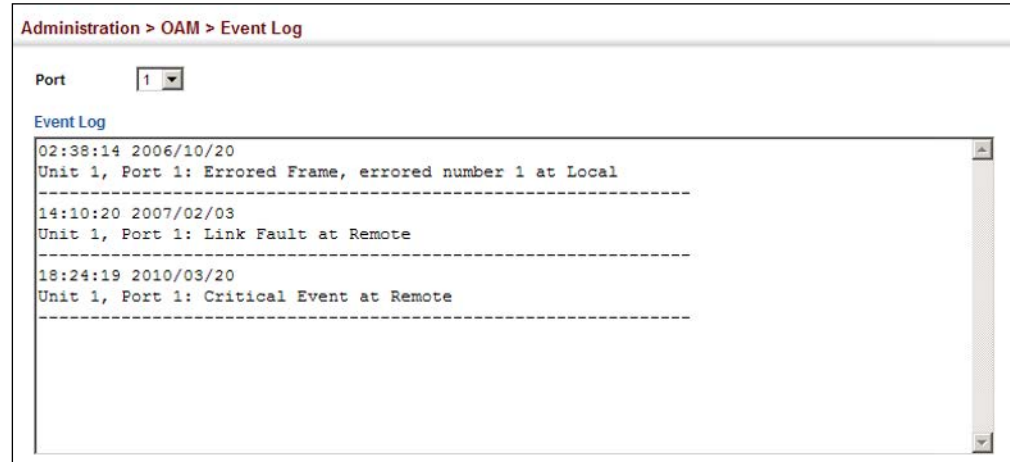 Administration > OAM > Event Log
Port 1
Event Log
02:38:14 2006/10/20
Unit 1, Port 1: Errored Frame, errored number 1 at Local
---------------------------------------------------------------
14:10:20 2007/02/03
Unit 1, Port 1: Link Fault at Remote
---------------------------------------------------------------
18:24:19 2010/03/20
Unit 1, Port 1: Critical Event at Remote
---------------------------------------------------------------